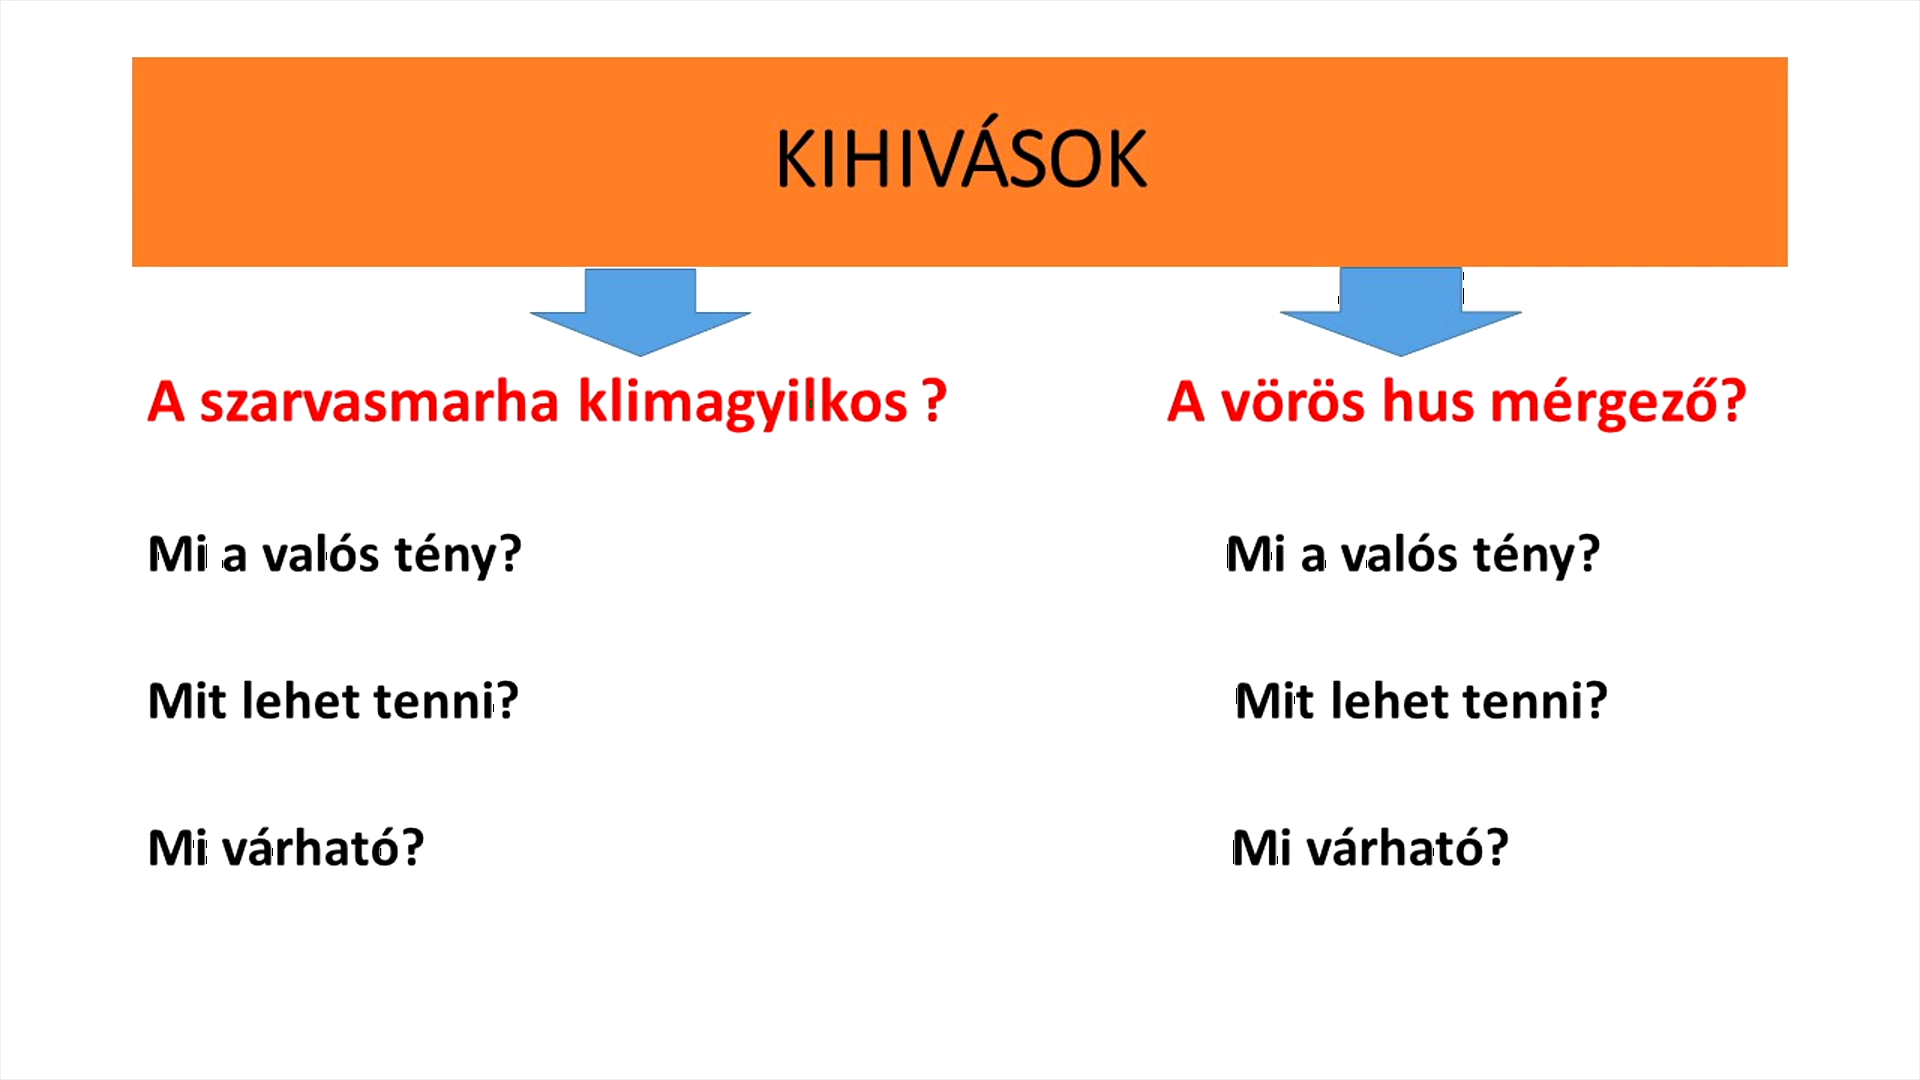 KIHIVÁSOK
A szarvasmarha klimagyilkos ?
A vörös hus mérgező?
Mi a valós tény?
Mi a valós tény?
Mit lehet tenni?
Mit lehet tenni?
Mi várható?
Mi várható?